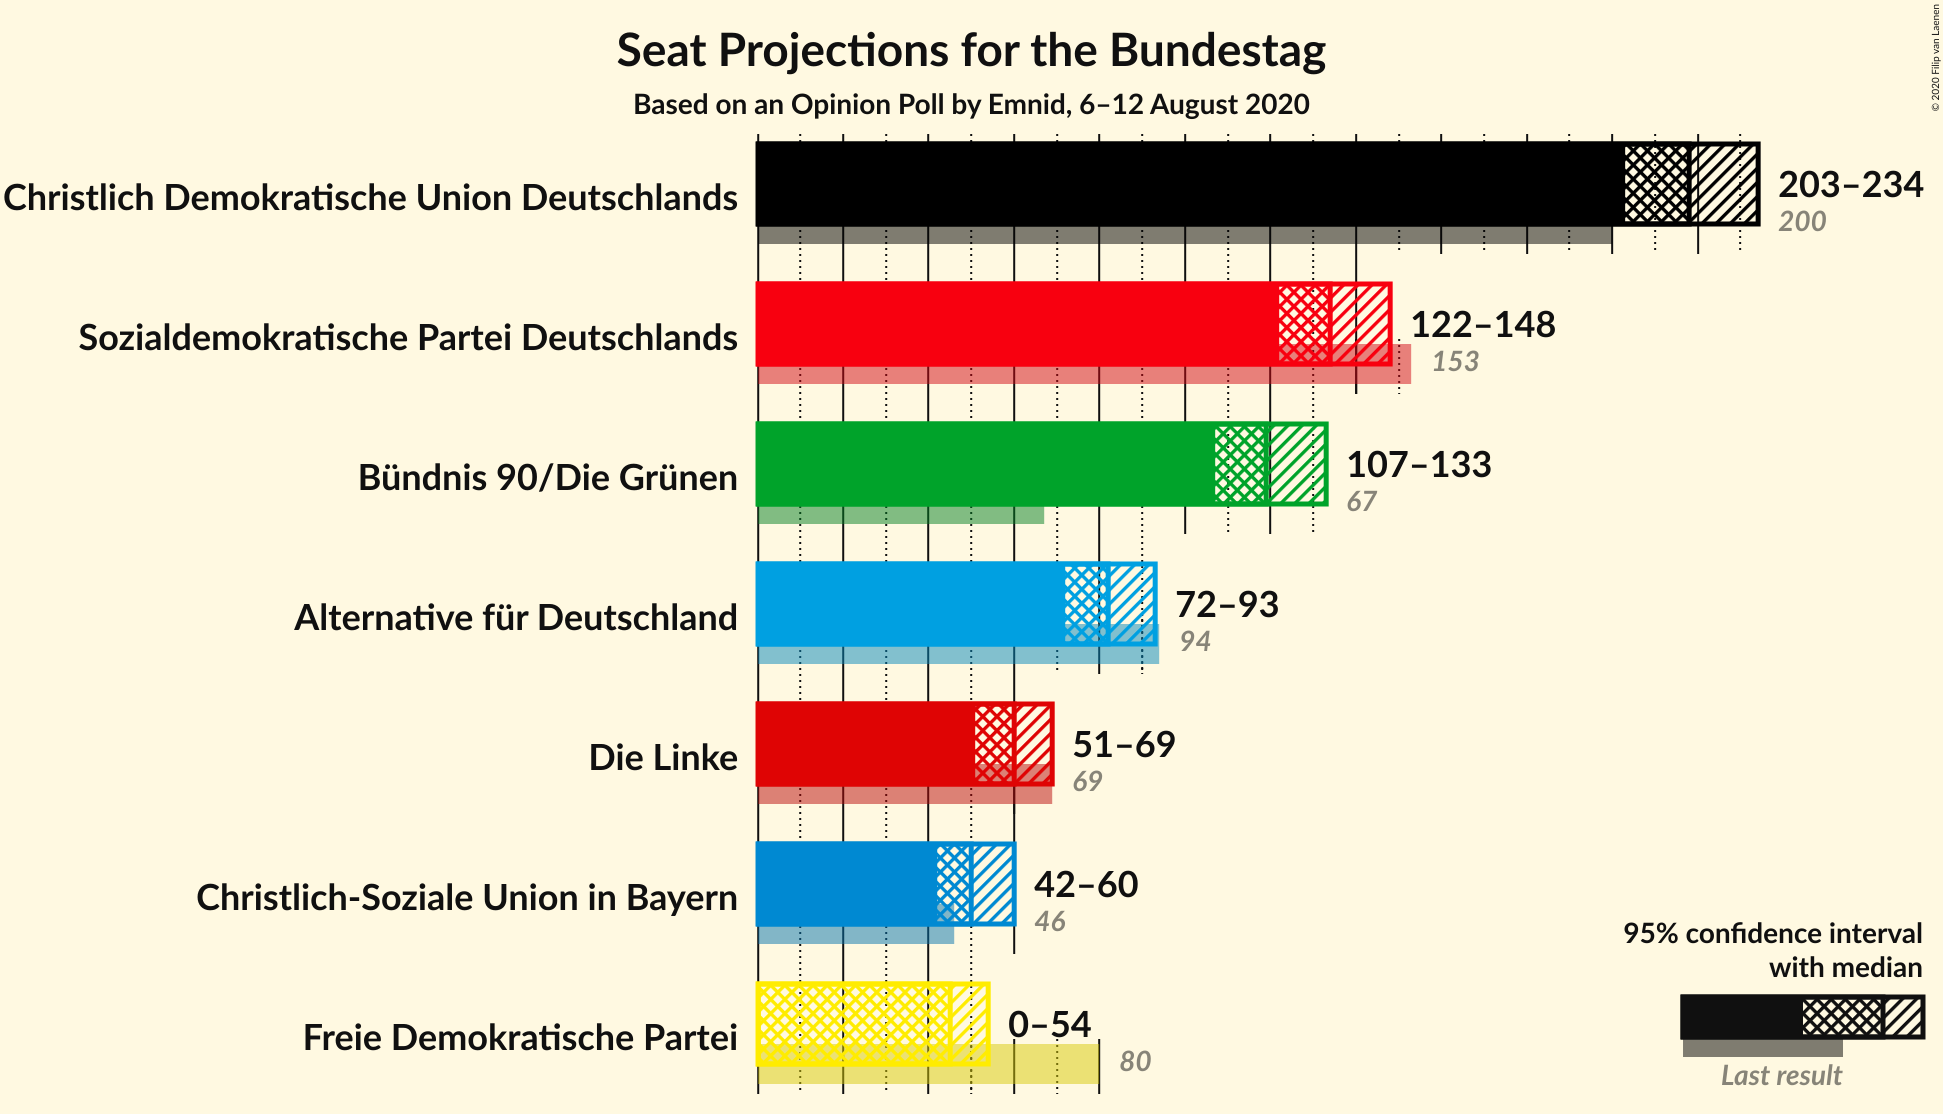 Seat Projections for the Bundestag
Based on an Opinion Poll by Emnid, 6–12 August 2020
© 2020 Filip van Laenen
Christlich Demokratische Union Deutschlands
203–234
200
Sozialdemokratische Partei Deutschlands
122–148
153
Bündnis 90/Die Grünen
107–133
67
Alternative für Deutschland
72–93
94
Die Linke
51–69
69
Christlich-Soziale Union in Bayern
42–60
46
Freie Demokratische Partei
0–54
80
95% confidence interval
with median
Last result